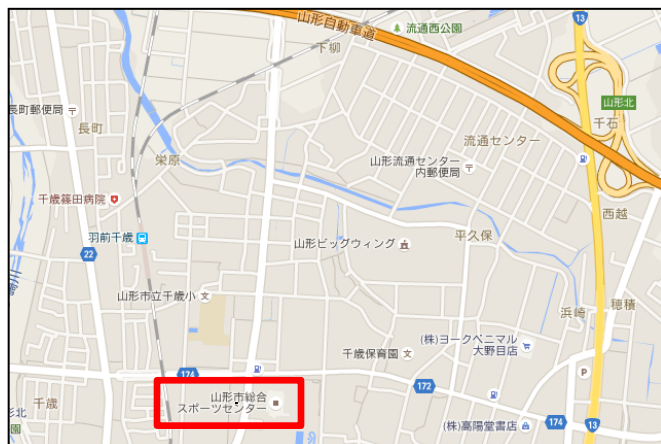 山形自動車道
流通西公園
13
下柳
山形北
千石
長町郵便局
長町
流通センター
栄原
山形流通センター
内郵便局
千歳篠田病院
西越
羽前千歳
山形ビッグウィング
平久保
22
穂積
浜崎
山形市立千歳小
(株)ヨークベニマル
大野目店
千歳保育園
174
P
172
山形市総合
スポーツセンター
千歳
174
(株)高陽堂書店
13